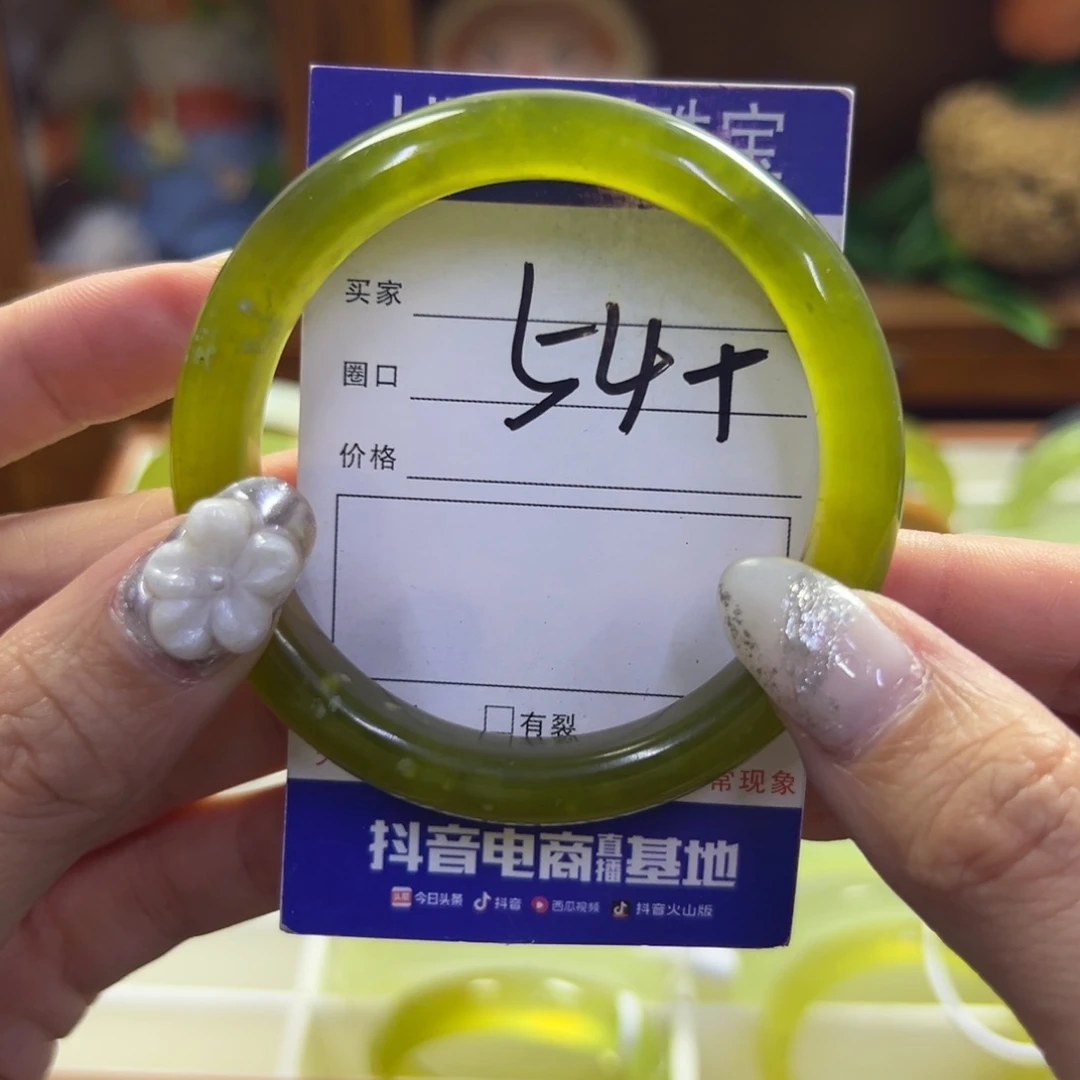 宝
买家
54+
圈口
价格
有裂
常现象
抖音电商直播基地
今日头条 抖音 西瓜视频 抖音火山版